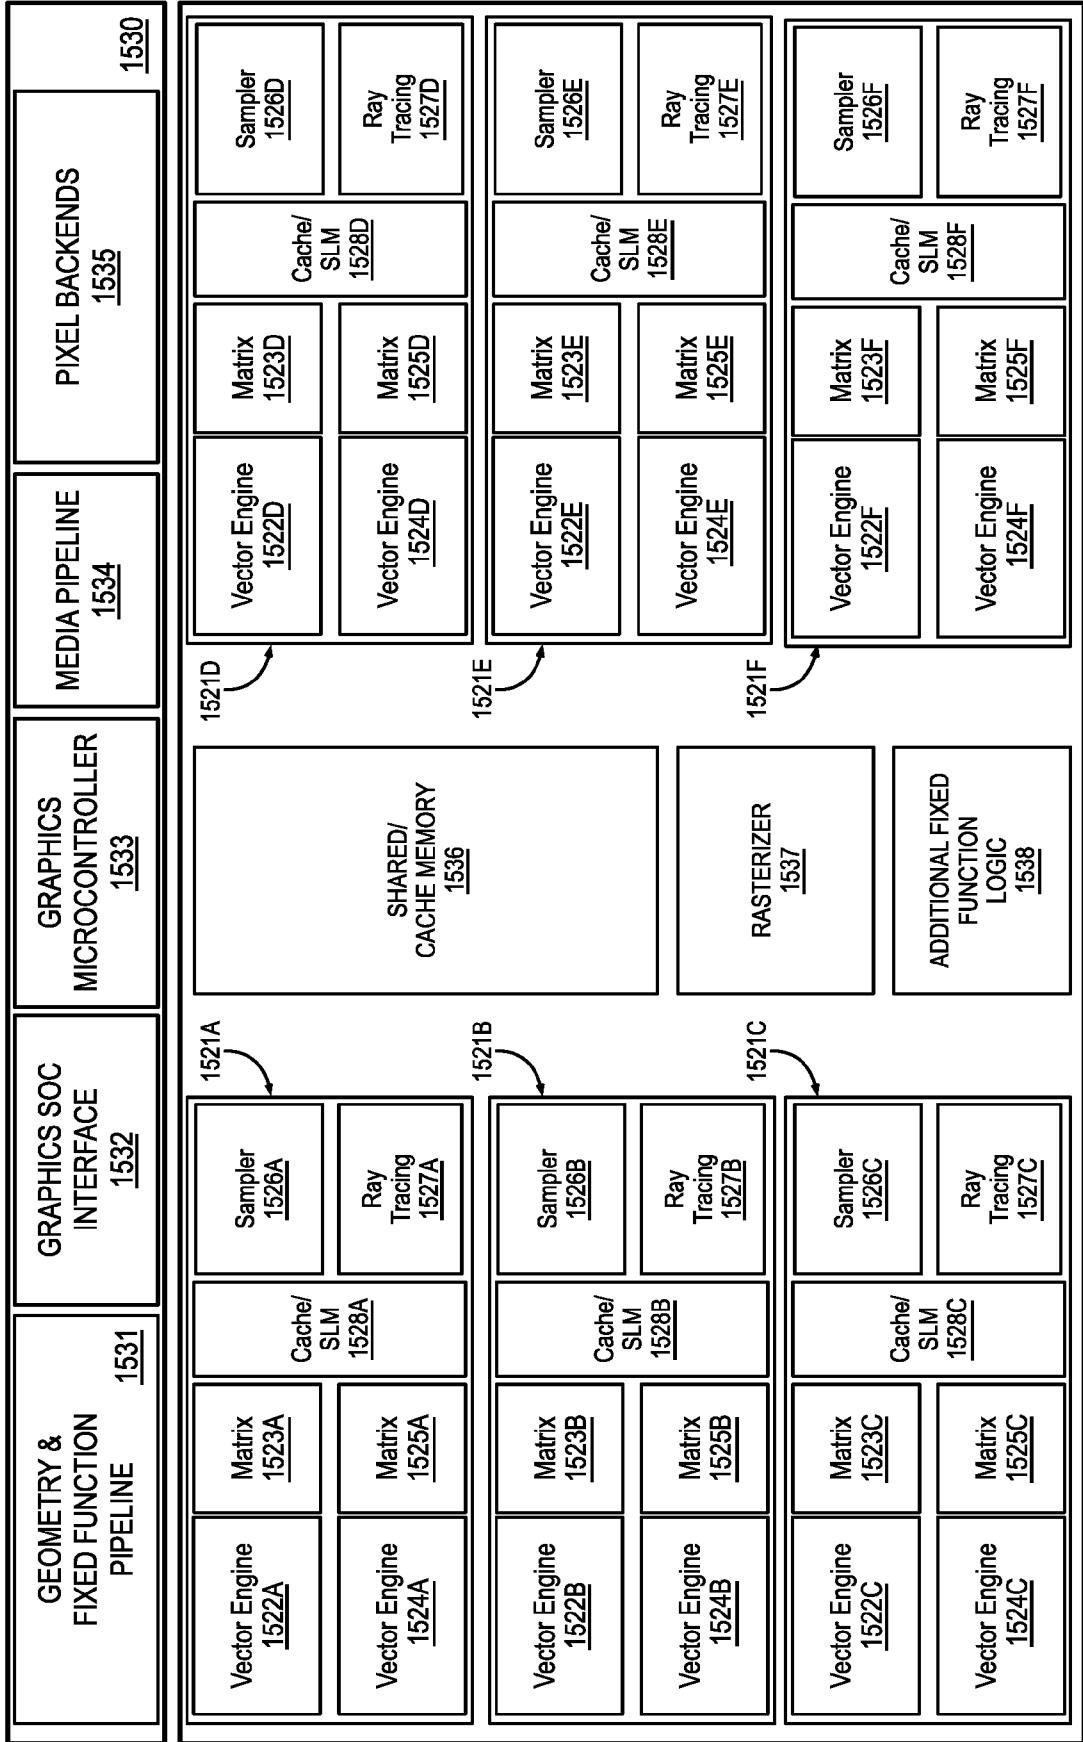 GEOMETRY &
FIXED FUNCTION
PIPELINE
1531
GRAPHICS SOC
INTERFACE
1532
GRAPHICS
MICROCONTROLLER
1533
MEDIA PIPELINE
1534
PIXEL BACKENDS
1535
1530
1521A
Vector Engine
1522A
Matrix
1523A
Cache/
SLM
1528A
Sampler
1526A
Vector Engine
1524A
Matrix
1525A
Ray
Tracing
1527A
1521B
Vector Engine
1522B
Matrix
1523B
Cache/
SLM
1528B
Sampler
1526B
Vector Engine
1524B
Matrix
1525B
Ray
Tracing
1527B
1521C
Vector Engine
1522C
Matrix
1523C
Cache/
SLM
1528C
Sampler
1526C
Vector Engine
1524C
Matrix
1525C
Ray
Tracing
1527C
SHARED/
CACHE MEMORY
1536
RASTERIZER
1537
ADDITIONAL FIXED
FUNCTION
LOGIC
1538
1521D
Vector Engine
1522D
Matrix
1523D
Cache/
SLM
1528D
Sampler
1526D
Vector Engine
1524D
Matrix
1525D
Ray
Tracing
1527D
1521E
Vector Engine
1522E
Matrix
1523E
Cache/
SLM
1528E
Sampler
1526E
Vector Engine
1524E
Matrix
1525E
Ray
Tracing
1527E
1521F
Vector Engine
1522F
Matrix
1523F
Cache/
SLM
1528F
Sampler
1526F
Vector Engine
1524F
Matrix
1525F
Ray
Tracing
1527F